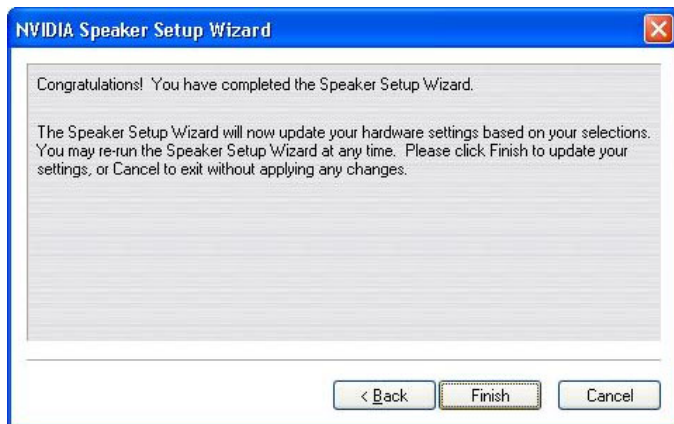 NVIDIA Speaker Setup Wizard
Congratulations! You have completed the Speaker Setup Wizard.
The Speaker Setup Wizard will now update your hardware settings based on your selections.
You may re-run the Speaker Setup Wizard at any time. Please click Finish to update your
settings, or Cancel to exit without applying any changes.
< Back Finish Cancel